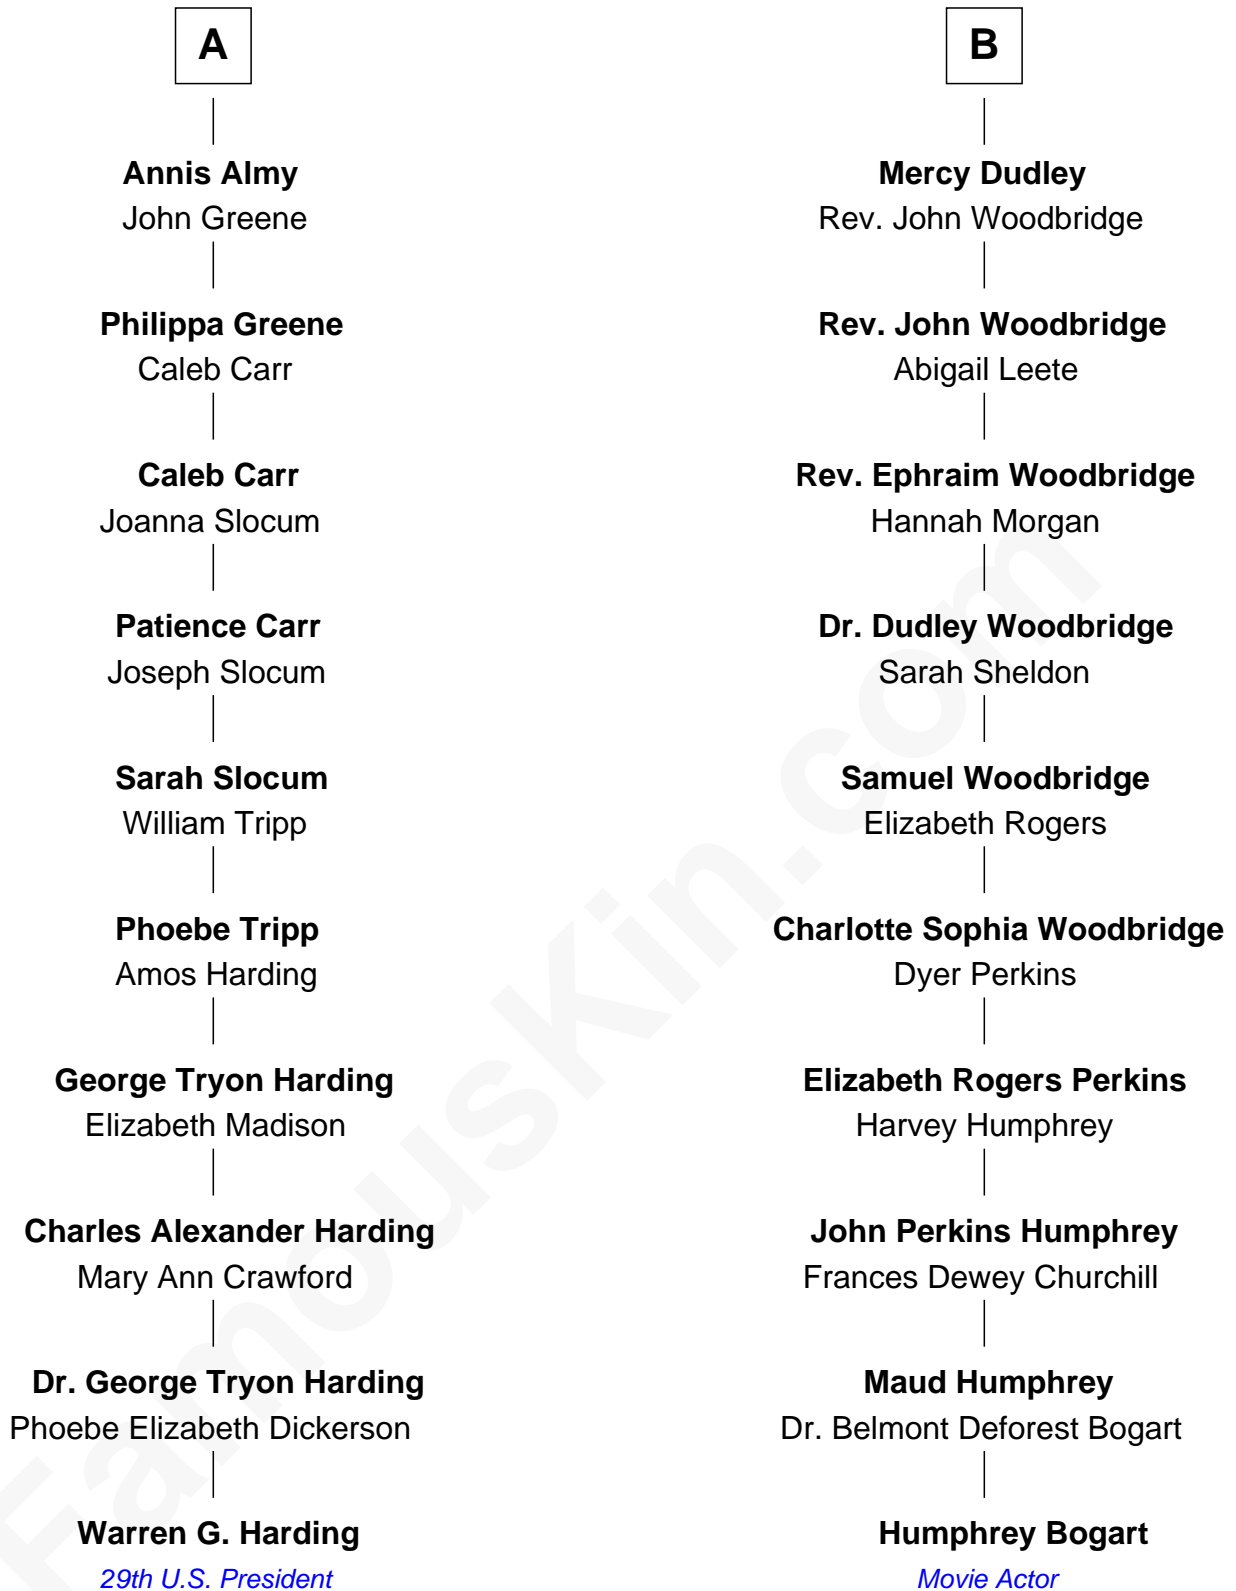 A
Annis Almy
John Greene
Philippa Greene
Caleb Carr
Caleb Carr
Joanna Slocum
Patience Carr
Joseph Slocum
Sarah Slocum
William Tripp
Phoebe Tripp
Amos Harding
George Tryon Harding
Elizabeth Madison
Charles Alexander Harding
Mary Ann Crawford
Dr. George Tryon Harding
Phoebe Elizabeth Dickerson
Warren G. Harding
29th U.S. President
B
Mercy Dudley
Rev. John Woodbridge
Rev. John Woodbridge
Abigail Leete
Rev. Ephraim Woodbridge
Hannah Morgan
Dr. Dudley Woodbridge
Sarah Sheldon
Samuel Woodbridge
Elizabeth Rogers
Charlotte Sophia Woodbridge
Dyer Perkins
Elizabeth Rogers Perkins
Harvey Humphrey
John Perkins Humphrey
Frances Dewey Churchill
Maud Humphrey
Dr. Belmont Deforest Bogart
Humphrey Bogart
Movie Actor
FamousKin.com